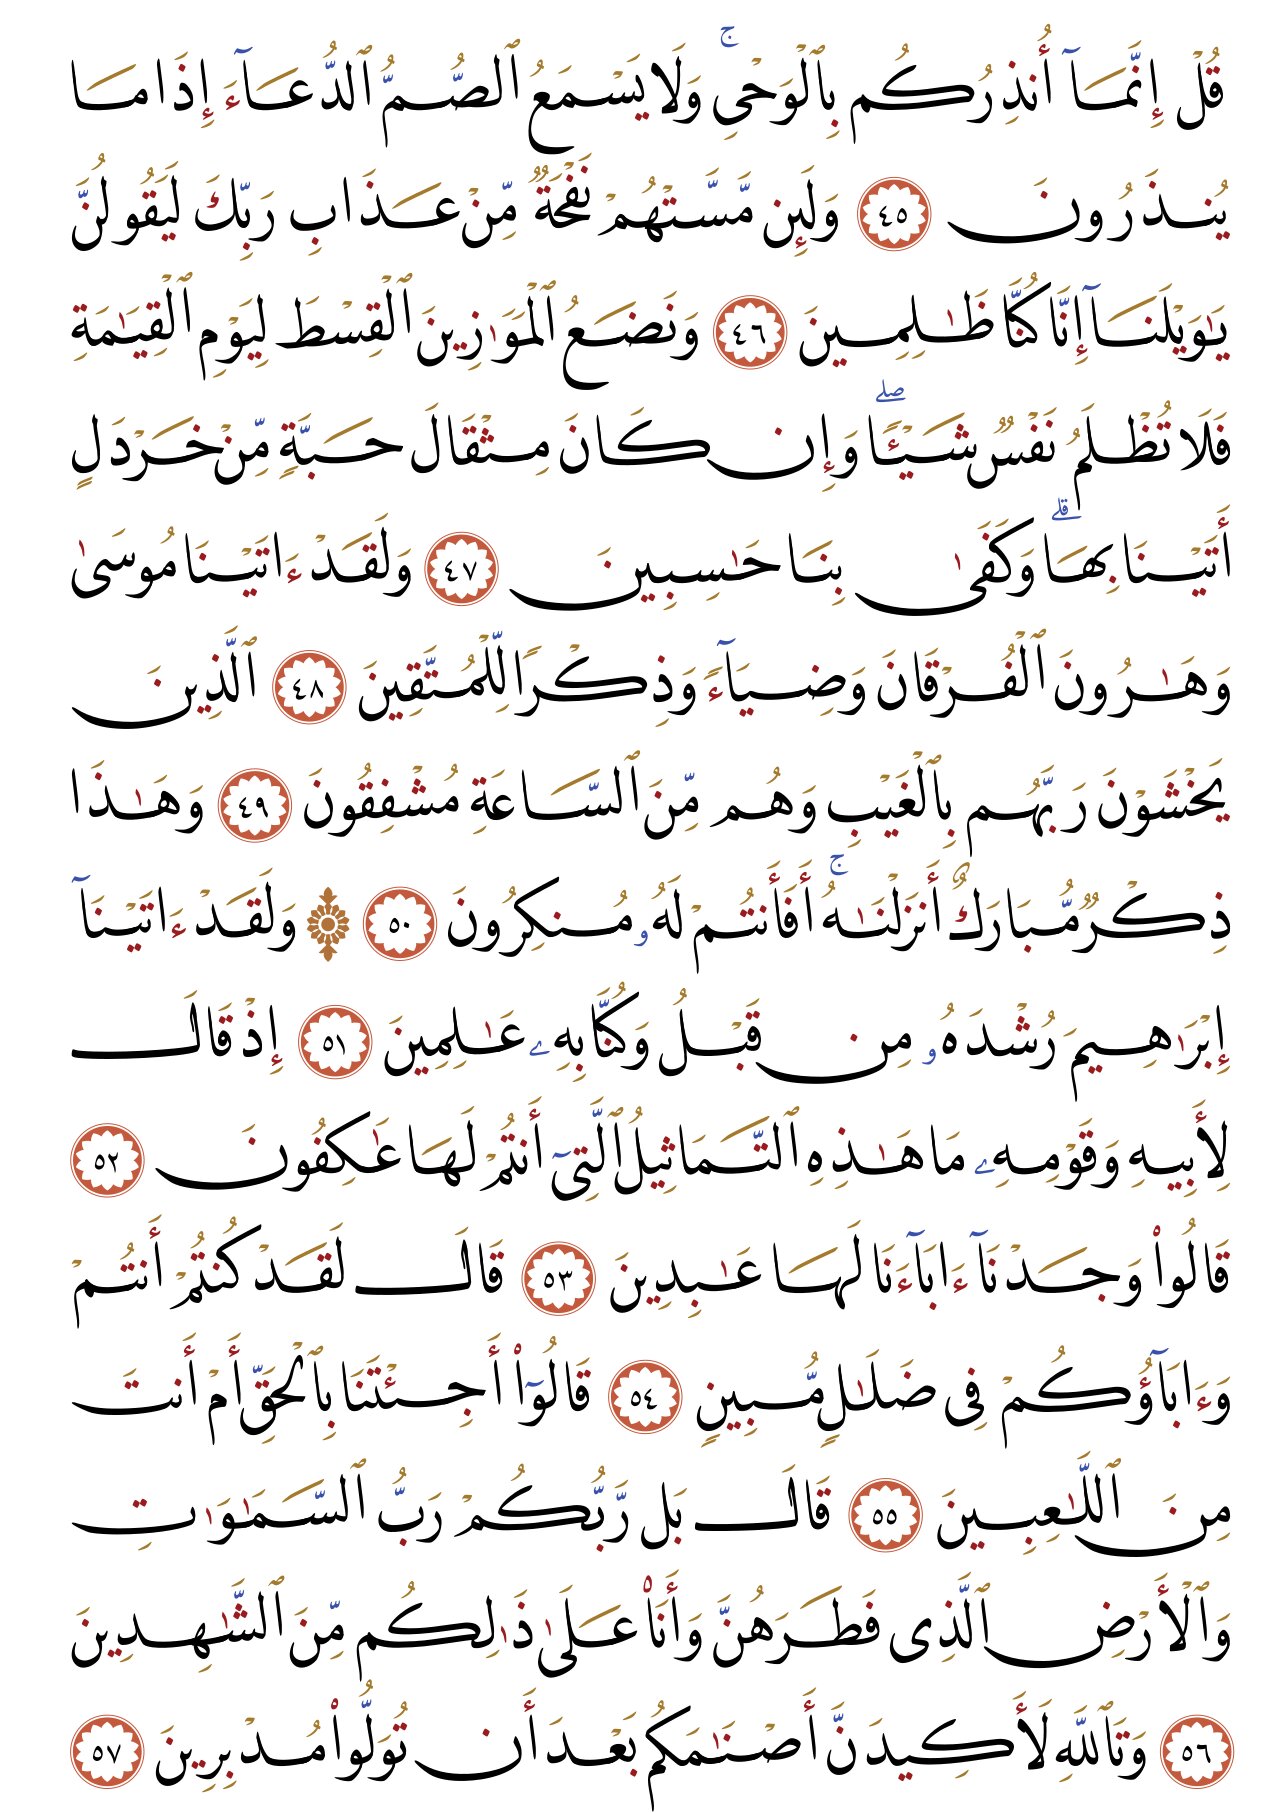 قُلْ إِنَّمَآ أُنذِرُكُم بِٱلْوَحْىِ ۚ وَلَا يَسْمَعُ ٱلصُّمُّ ٱلدُّعَآءَ إِذَا مَا
يُنذَرُونَ ٤٥ وَلَئِن مَّسَّتْهُمْ نَفْحَةٌ مِّنْ عَذَابِ رَبِّكَ لَيَقُولُنَّ
يَٰوَيْلَنَآ إِنَّا كُنَّا ظَٰلِمِينَ ٤٦ وَنَضَعُ ٱلْمَوَٰزِينَ ٱلْقِسْطَ لِيَوْمِ ٱلْقِيَٰمَةِ
فَلَا تُظْلَمُ نَفْسٌ شَيْـًٔا ۖ وَإِن كَانَ مِثْقَالَ حَبَّةٍ مِّنْ خَرْدَلٍ
أَتَيْنَا بِهَا ۗ وَكَفَىٰ بِنَا حَٰسِبِينَ ٤٧ وَلَقَدْ ءَاتَيْنَا مُوسَىٰ
وَهَٰرُونَ ٱلْفُرْقَانَ وَضِيَآءً وَذِكْرًا لِّلْمُتَّقِينَ ٤٨ ٱلَّذِينَ
يَخْشَوْنَ رَبَّهُم بِٱلْغَيْبِ وَهُم مِّنَ ٱلسَّاعَةِ مُشْفِقُونَ ٤٩ وَهَٰذَا
ذِكْرٌ مُّبَارَكٌ أَنزَلْنَٰهُ ۚ أَفَأَنتُمْ لَهُۥ مُنكِرُونَ ٥٠ ۞ وَلَقَدْ ءَاتَيْنَآ
إِبْرَٰهِيمَ رُشْدَهُۥ مِن قَبْلُ وَكُنَّا بِهِۦ عَٰلِمِينَ ٥١ إِذْ قَالَ
لِأَبِيهِ وَقَوْمِهِۦ مَا هَٰذِهِ ٱلتَّمَاثِيلُ ٱلَّتِىٓ أَنتُمْ لَهَا عَٰكِفُونَ ٥٢
قَالُوا۟ وَجَدْنَآ ءَابَآءَنَا لَهَا عَٰبِدِينَ ٥٣ قَالَ لَقَدْ كُنتُمْ أَنتُمْ
وَءَابَآؤُكُمْ فِى ضَلَٰلٍ مُّبِينٍ ٥٤ قَالُوٓا۟ أَجِئْتَنَا بِٱلْحَقِّ أَمْ أَنتَ
مِنَ ٱللَّٰعِبِينَ ٥٥ قَالَ بَل رَّبُّكُمْ رَبُّ ٱلسَّمَٰوَٰتِ
وَٱلْأَرْضِ ٱلَّذِى فَطَرَهُنَّ وَأَنَا۠ عَلَىٰ ذَٰلِكُم مِّنَ ٱلشَّٰهِدِينَ
٥٦ وَتَٱللَّهِ لَأَكِيدَنَّ أَصْنَٰمَكُم بَعْدَ أَن تُوَلُّوا۟ مُدْبِرِينَ ٥٧